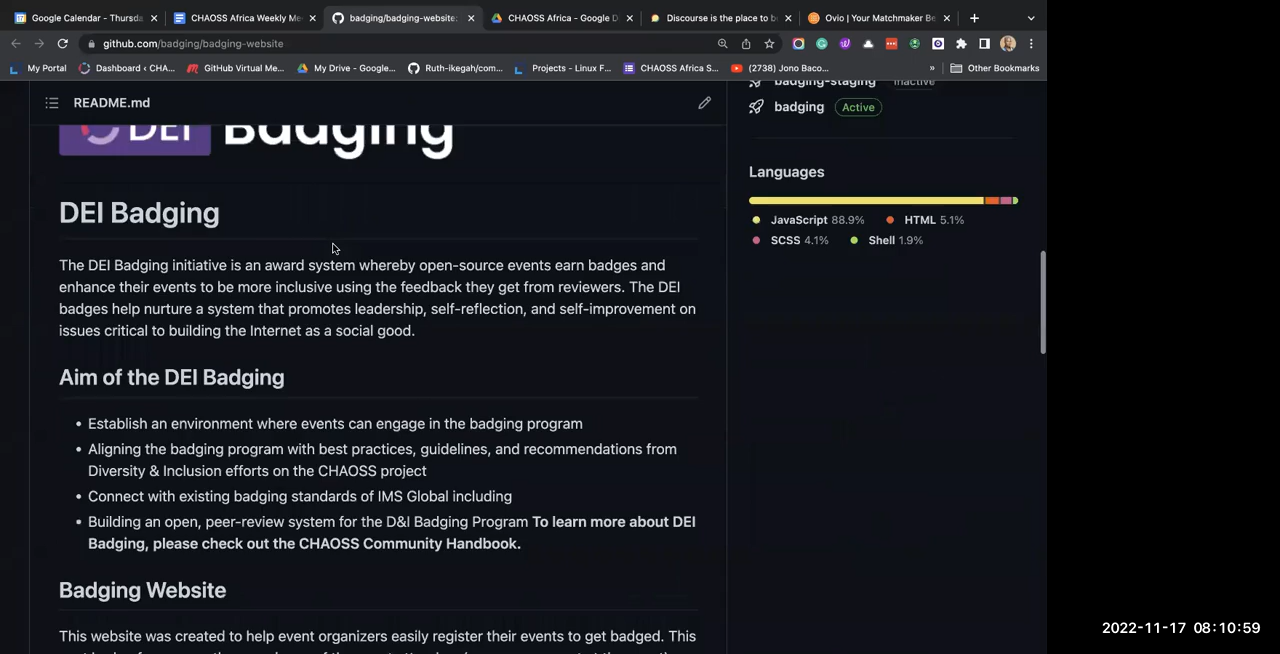 Google Calendar - Thursda
CHAOSS Africa Weekly Me
badging/badging-website:
CHAOSS Africa - Google D
Discourse is the place to b
Ovio | Your Matchmaker Be
github.com/badging/badging-website
My Portal
Dashboard ‹ CHA...
GitHub Virtual Me...
My Drive - Google...
Ruth-ikegah/com...
Projects - Linux F...
CHAOSS Africa S...
(2738) Jono Baco...
»
Other Bookmarks
README.md
badging-staging Inactive
badging Active
DEI Badging
Languages
JavaScript 88.9%
HTML 5.1%
SCSS 4.1%
Shell 1.9%
DEI Badging
The DEI Badging initiative is an award system whereby open-source events earn badges and
enhance their events to be more inclusive using the feedback they get from reviewers. The DEI
badges help nurture a system that promotes leadership, self-reflection, and self-improvement on
issues critical to building the Internet as a social good.
Aim of the DEI Badging
• Establish an environment where events can engage in the badging program
• Aligning the badging program with best practices, guidelines, and recommendations from
Diversity & Inclusion efforts on the CHAOSS project
• Connect with existing badging standards of IMS Global including
• Building an open, peer-review system for the D&I Badging Program To learn more about DEI
Badging, please check out the CHAOSS Community Handbook.
Badging Website
This website was created to help event organizers easily register their events to get badged. This
2022-11-17 08:10:59